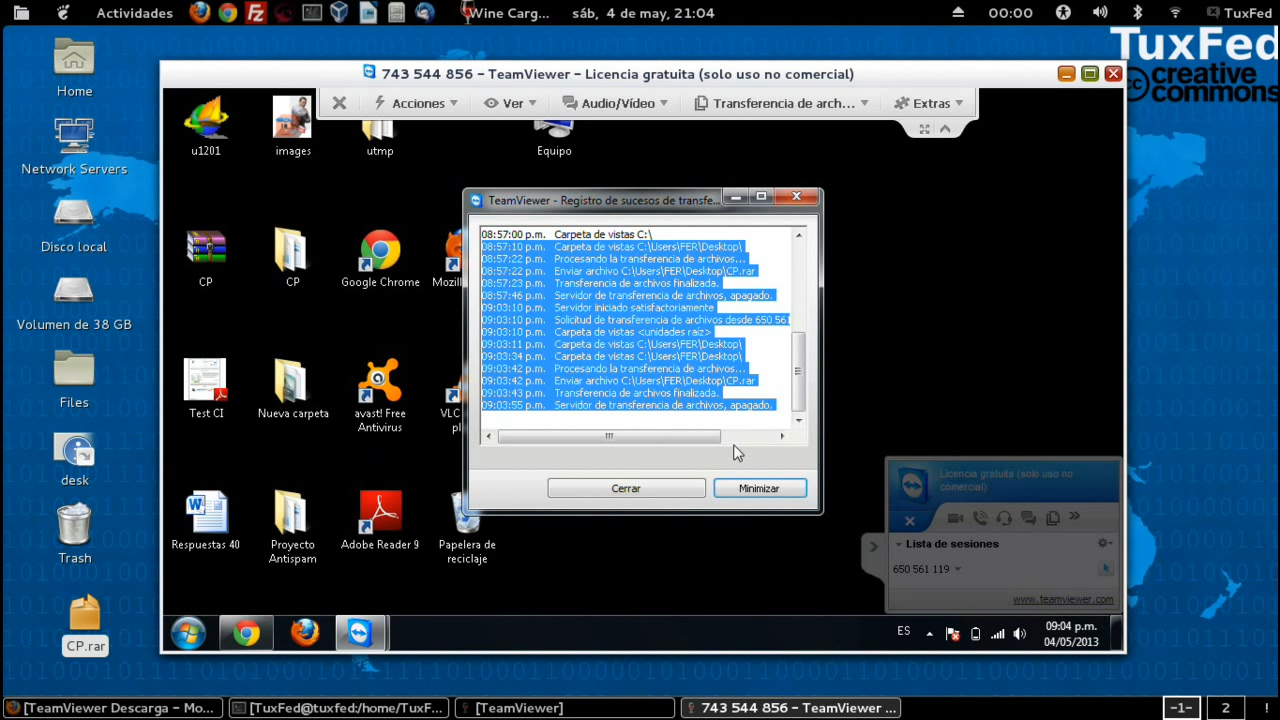 Actividades
Wine Carg...
sáb, 4 de may, 21:04
00:00
TuxFed
TuxFed
creative
commons
Home
Network Servers
Disco local
Volumen de 38 GB
Files
desk
Trash
CP.rar
743 544 856 – TeamViewer – Licencia gratuita (solo uso no comercial)
Acciones
Ver
Audio/Vídeo
Transferencia de arch...
Extras
u1201
images
utmp
Equipo
CP
CP
Google Chrome
Mozil
Test CI
Nueva carpeta
avast! Free
Antivirus
VLC
pl
Respuestas 40
Proyecto
Antispam
Adobe Reader 9
Papelera de
reciclaje
TeamViewer - Registro de sucesos de transfe...
08:57:00 p.m. Carpeta de vistas C:\
08:57:10 p.m. Carpeta de vistas C:\Users\FER\Desktop\
08:57:22 p.m. Procesando la transferencia de archivos...
08:57:22 p.m. Enviar archivo C:\Users\FER\Desktop\CP.rar
08:57:23 p.m. Transferencia de archivos finalizada.
08:57:46 p.m. Servidor de transferencia de archivos, apagado.
09:03:10 p.m. Servidor iniciado satisfactoriamente
09:03:10 p.m. Solicitud de transferencia de archivos desde 650 561
09:03:10 p.m. Carpeta de vistas <unidades raíz>
09:03:11 p.m. Carpeta de vistas C:\Users\FER\Desktop\
09:03:34 p.m. Carpeta de vistas C:\Users\FER\Desktop\
09:03:42 p.m. Procesando la transferencia de archivos...
09:03:42 p.m. Enviar archivo C:\Users\FER\Desktop\CP.rar
09:03:43 p.m. Transferencia de archivos finalizada.
09:03:55 p.m. Servidor de transferencia de archivos, apagado.
Cerrar
Minimizar
Licencia gratuita (solo uso no
comercial)
Lista de sesiones
650 561 119
www.teamviewer.com
ES
09:04 p.m.
04/05/2013
[TeamViewer Descarga – Mo...
[TuxFed@tuxfed:/home/TuxF...
[TeamViewer]
743 544 856 – TeamViewer ...
-1-
2
!